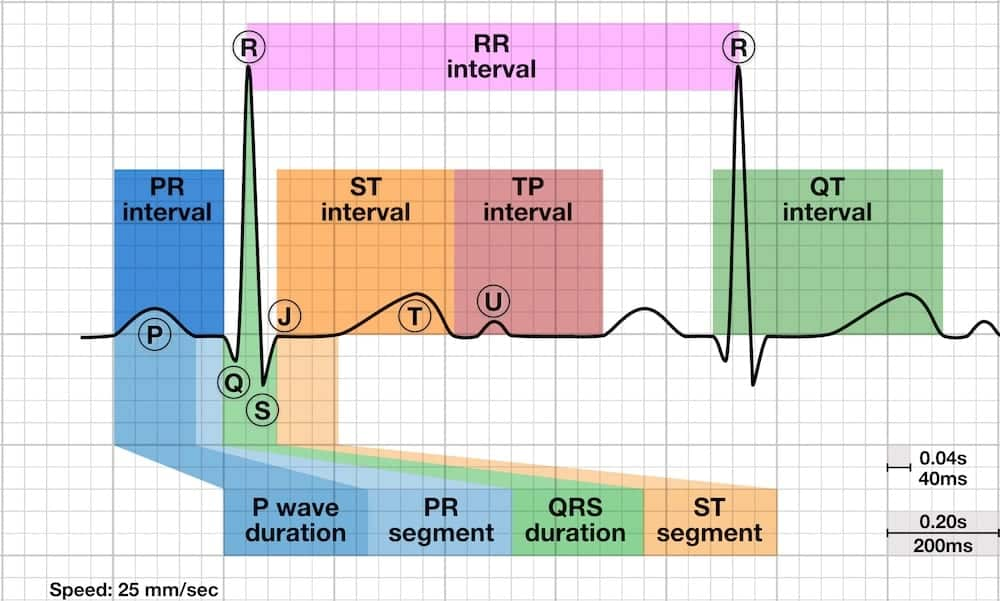 R
RR
interval
R
PR
interval
ST
interval
TP
interval
QT
interval
P
J
T
U
Q
S
0.04s
40ms
P wave
duration
PR
segment
QRS
duration
ST
segment
0.20s
200ms
Speed: 25 mm/sec